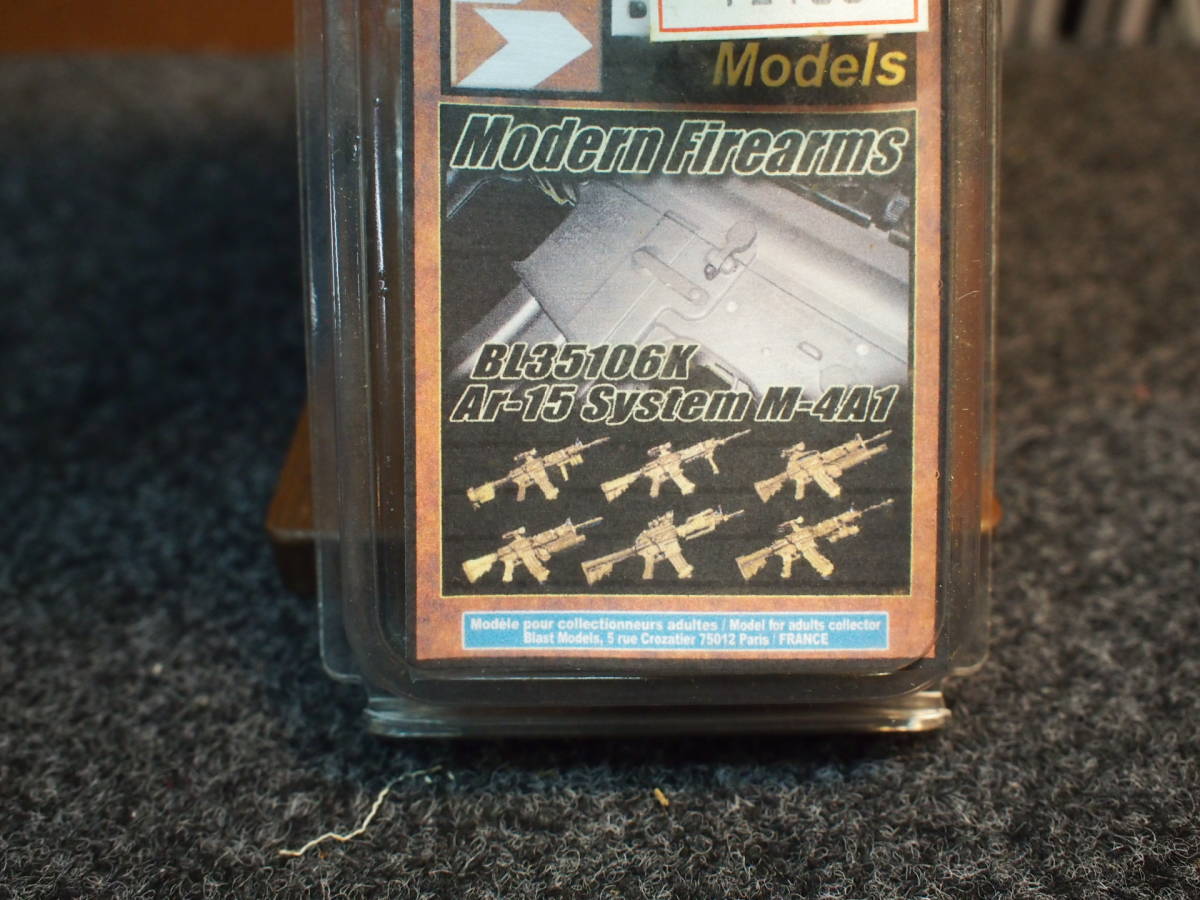 Models
Modern Firearms
BL35106K
Ar-15 System M-4A1
Modèle pour collectionneurs adultes / Model for adults collector
Blast Models, 5 rue Crozatier 75012 Paris / FRANCE